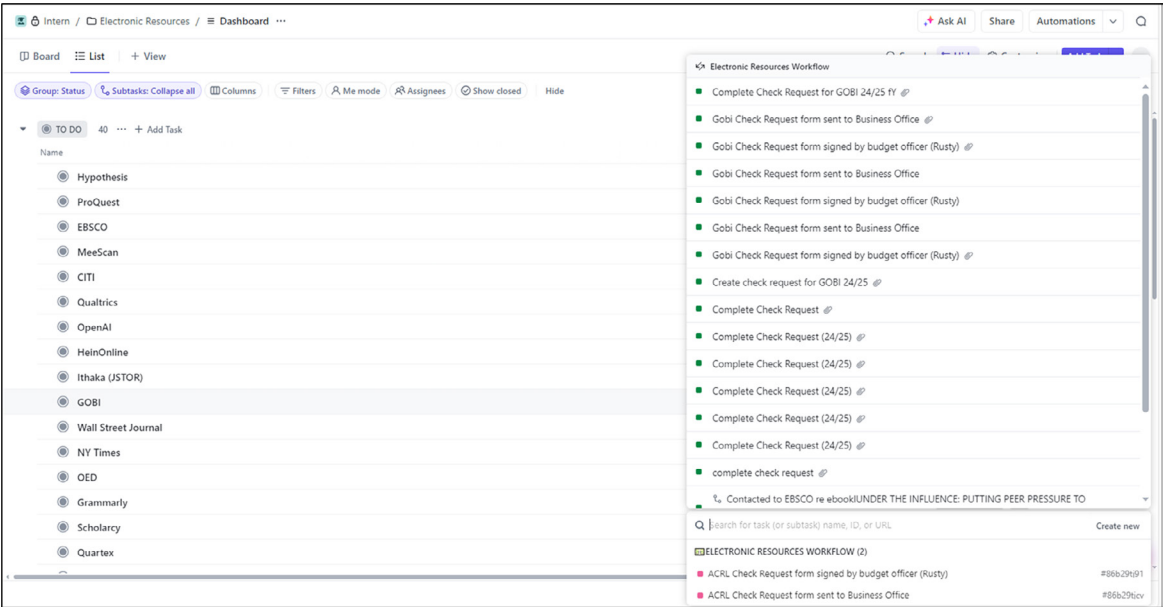 Intern / Electronic Resources / Dashboard ...
Ask AI Share Automations
Board List + View
Group: Status Subtasks: Collapse all Columns Filters Me mode Assignees Show closed Hide
TO DO 40 ... + Add Task
Name
Hypothesis
ProQuest
EBSCO
MeeScan
CITI
Qualtrics
OpenAI
HeinOnline
Ithaka (JSTOR)
GOBI
Wall Street Journal
NY Times
OED
Grammarly
Scholarcy
Quartex
Electronic Resources Workflow
Complete Check Request for GOBI 24/25 fY
Gobi Check Request form sent to Business Office
Gobi Check Request form signed by budget officer (Rusty)
Gobi Check Request form sent to Business Office
Gobi Check Request form signed by budget officer (Rusty)
Gobi Check Request form sent to Business Office
Gobi Check Request form signed by budget officer (Rusty)
Create check request for GOBI 24/25
Complete Check Request
Complete Check Request (24/25)
Complete Check Request (24/25)
Complete Check Request (24/25)
Complete Check Request (24/25)
Complete Check Request (24/25)
complete check request
Contacted to EBSCO re ebooklUNDER THE INFLUENCE: PUTTING PEER PRESSURE TO
Search for task (or subtask) name, ID, or URL Create new
ELECTRONIC RESOURCES WORKFLOW (2)
ACRL Check Request form signed by budget officer (Rusty) #86b29tj91
ACRL Check Request form sent to Business Office #86b29tjcv